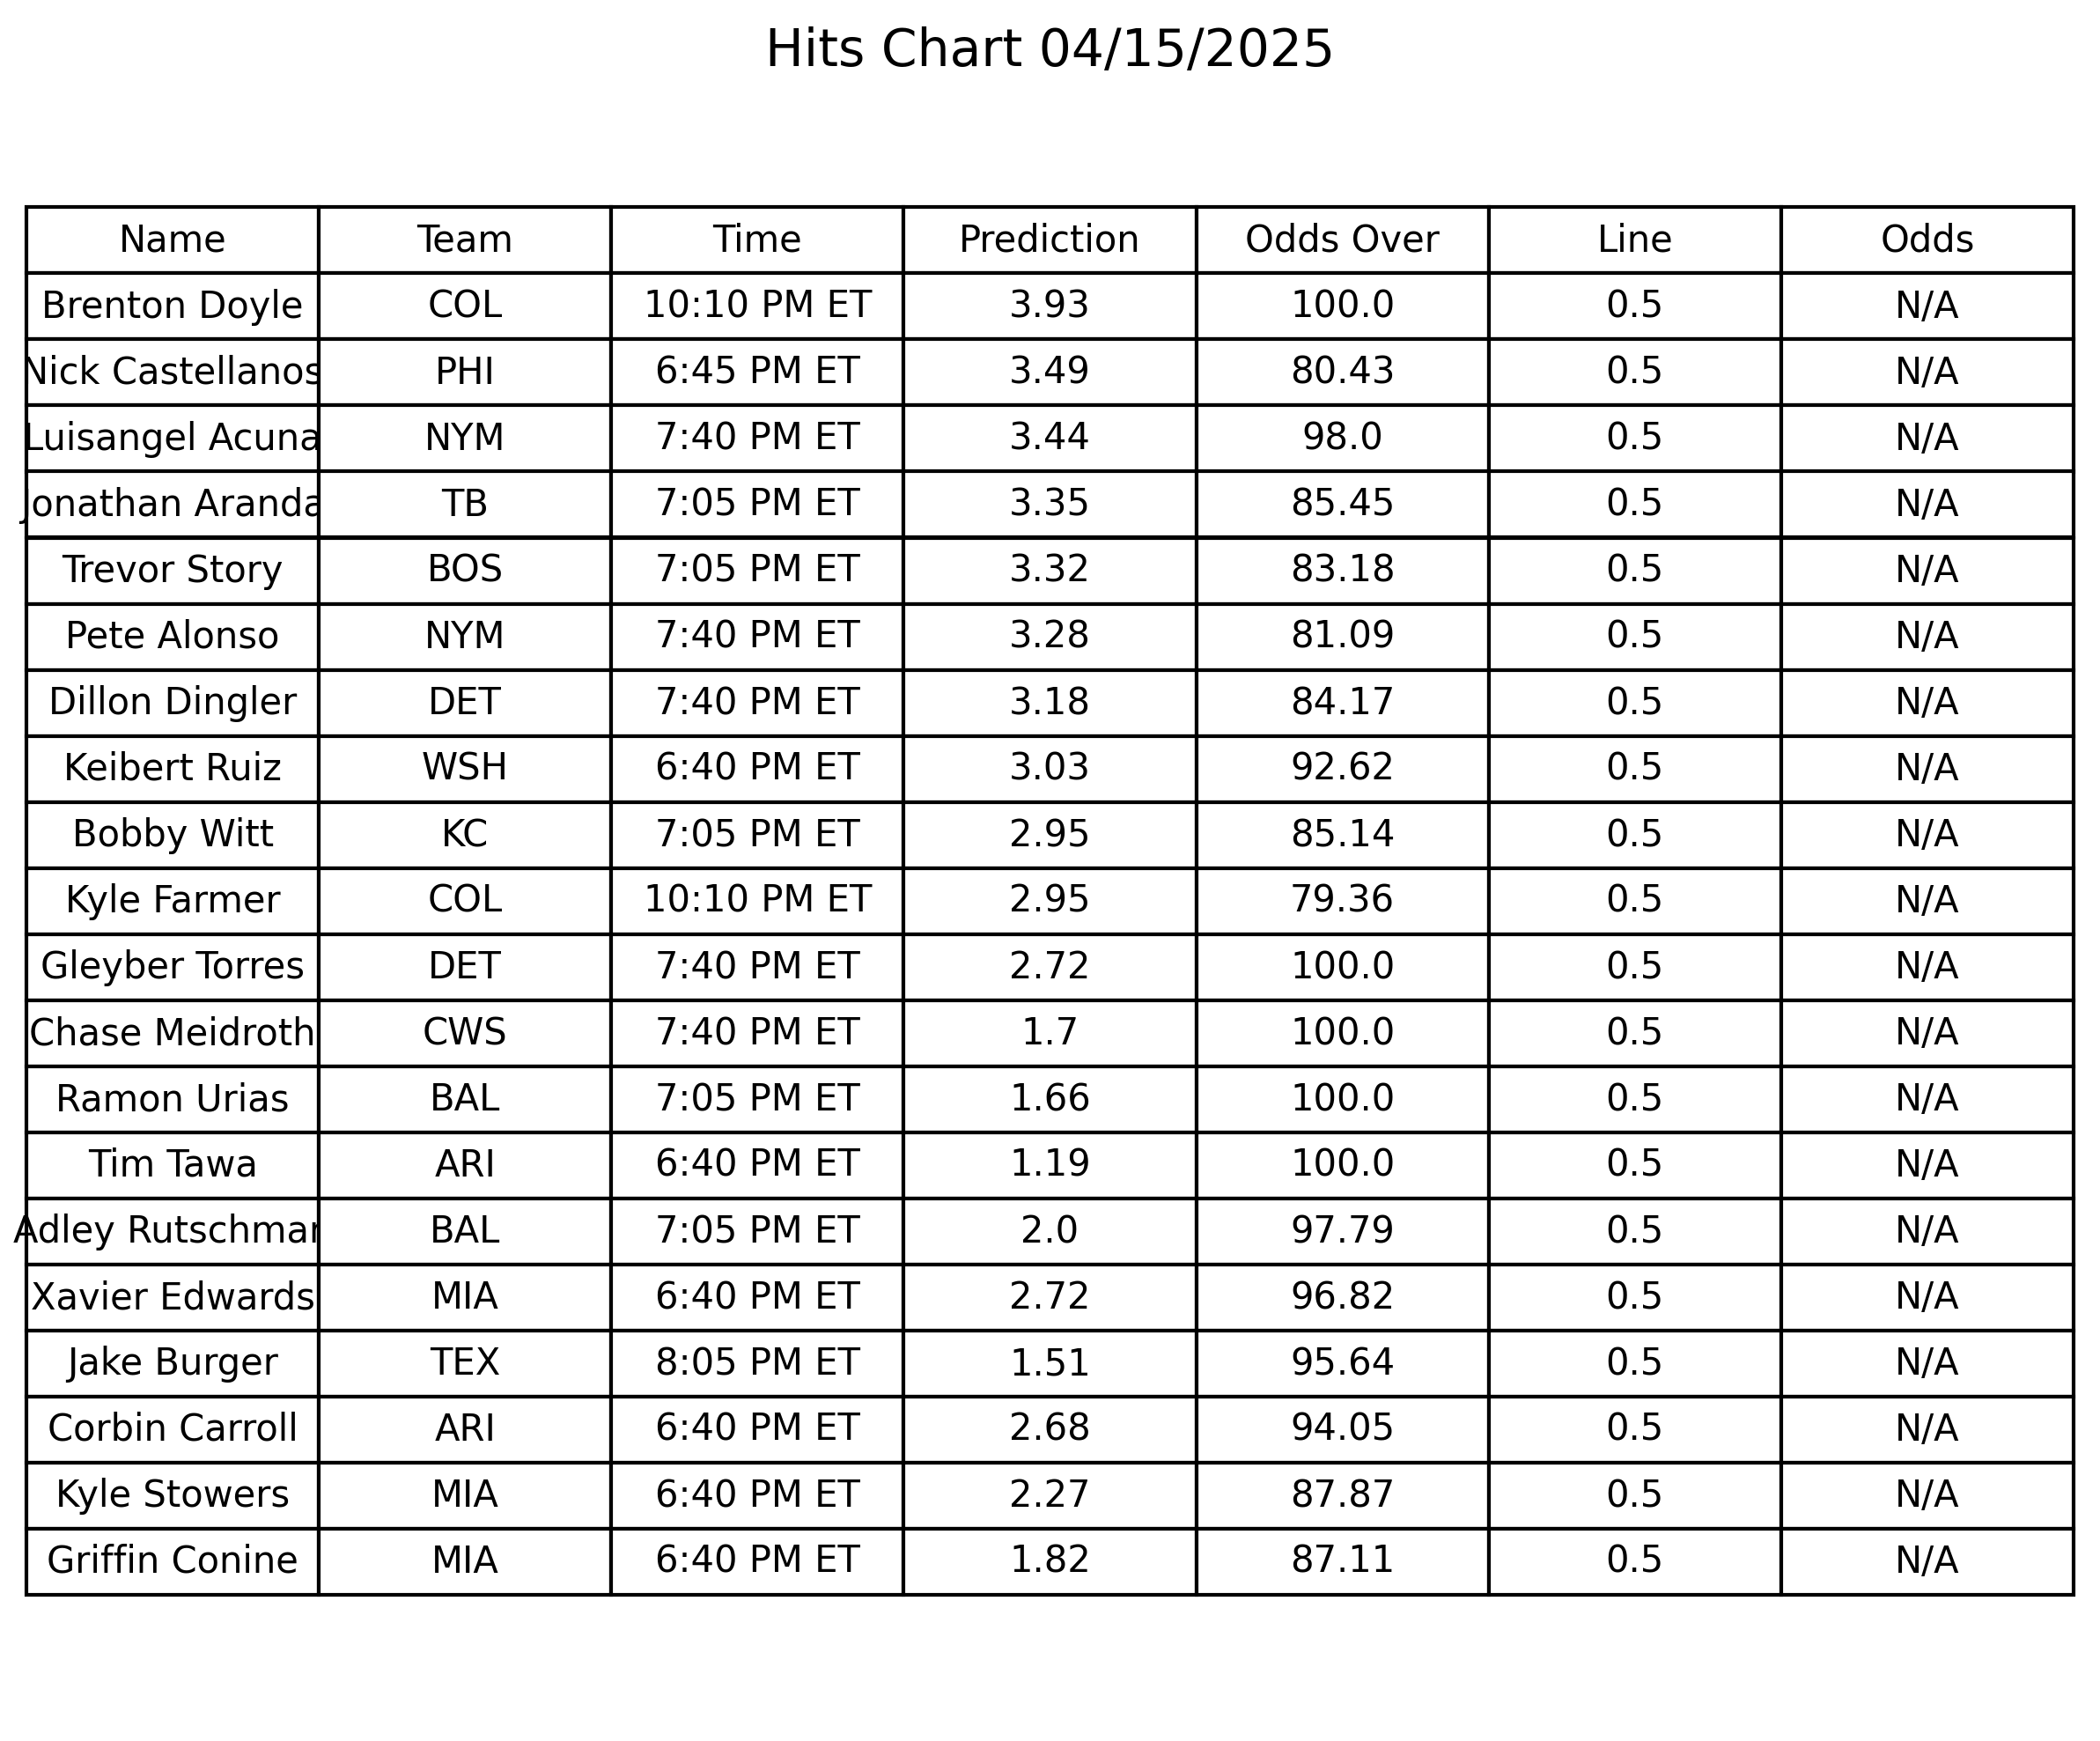 Hits Chart 04/15/2025
Name Team Time Prediction Odds Over Line Odds
Brenton Doyle COL 10:10 PM ET 3.93 100.0 0.5 N/A
Nick Castellanos PHI 6:45 PM ET 3.49 80.43 0.5 N/A
Luisangel Acuna NYM 7:40 PM ET 3.44 98.0 0.5 N/A
Jonathan Aranda TB 7:05 PM ET 3.35 85.45 0.5 N/A
Trevor Story BOS 7:05 PM ET 3.32 83.18 0.5 N/A
Pete Alonso NYM 7:40 PM ET 3.28 81.09 0.5 N/A
Dillon Dingler DET 7:40 PM ET 3.18 84.17 0.5 N/A
Keibert Ruiz WSH 6:40 PM ET 3.03 92.62 0.5 N/A
Bobby Witt KC 7:05 PM ET 2.95 85.14 0.5 N/A
Kyle Farmer COL 10:10 PM ET 2.95 79.36 0.5 N/A
Gleyber Torres DET 7:40 PM ET 2.72 100.0 0.5 N/A
Chase Meidroth CWS 7:40 PM ET 1.7 100.0 0.5 N/A
Ramon Urias BAL 7:05 PM ET 1.66 100.0 0.5 N/A
Tim Tawa ARI 6:40 PM ET 1.19 100.0 0.5 N/A
Adley Rutschman BAL 7:05 PM ET 2.0 97.79 0.5 N/A
Xavier Edwards MIA 6:40 PM ET 2.72 96.82 0.5 N/A
Jake Burger TEX 8:05 PM ET 1.51 95.64 0.5 N/A
Corbin Carroll ARI 6:40 PM ET 2.68 94.05 0.5 N/A
Kyle Stowers MIA 6:40 PM ET 2.27 87.87 0.5 N/A
Griffin Conine MIA 6:40 PM ET 1.82 87.11 0.5 N/A